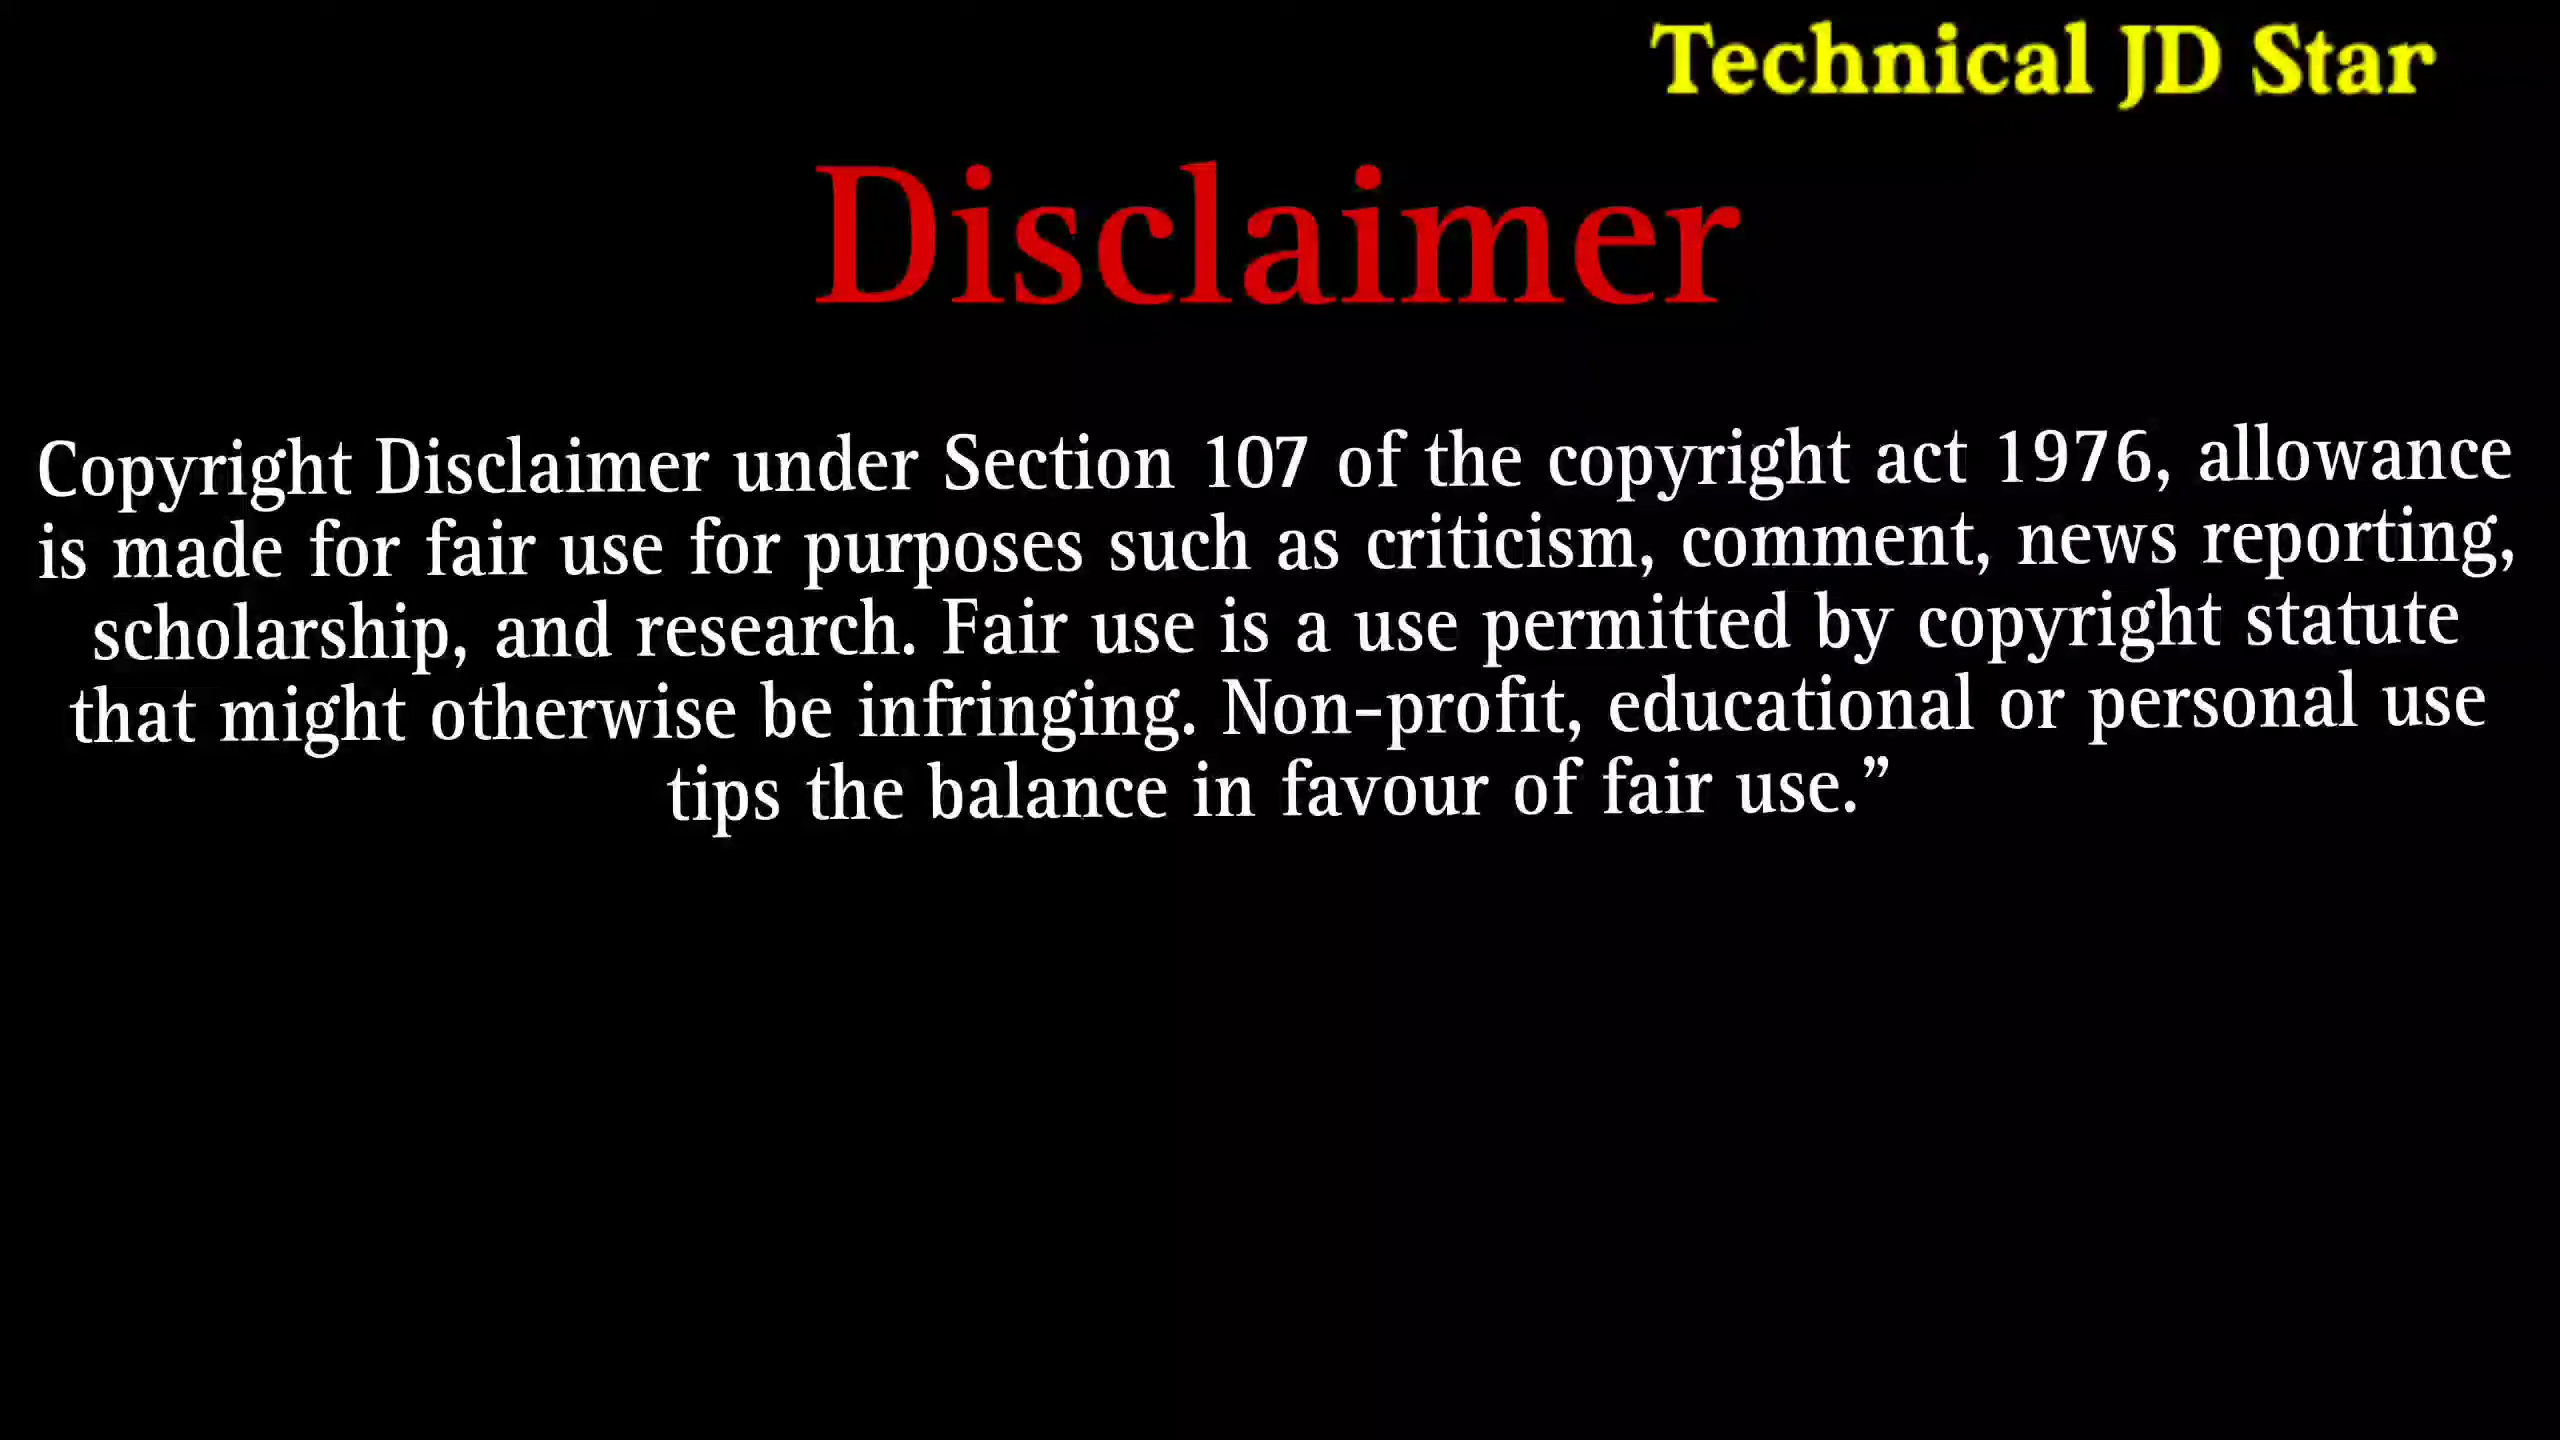 Technical JD Star
Disclaimer
Copyright Disclaimer under Section 107 of the copyright act 1976, allowance
is made for fair use for purposes such as criticism, comment, news reporting,
scholarship, and research. Fair use is a use permitted by copyright statute
that might otherwise be infringing. Non-profit, educational or personal use
tips the balance in favour of fair use.”